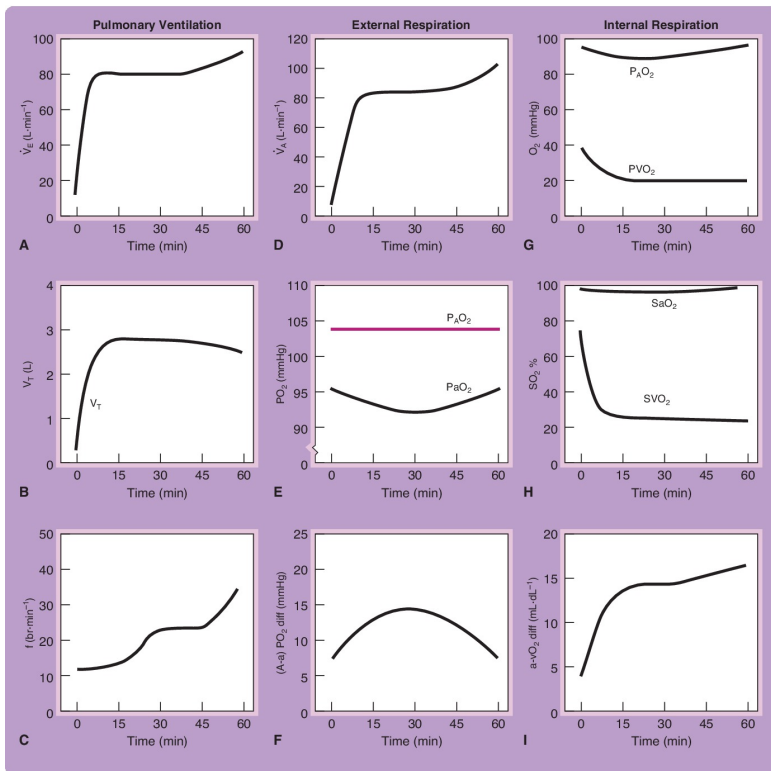 Pulmonary Ventilation
100
80
60
40
20
0
V̇E (L·min⁻¹)
0 15 30 45 60
Time (min)
A
External Respiration
120
100
80
60
40
20
0
V̇A (L·min⁻¹)
0 15 30 45 60
Time (min)
D
Internal Respiration
100
80
60
40
20
0
O₂ (mmHg)
PAO₂
PVO₂
0 15 30 45 60
Time (min)
G
4
3
2
1
0
VT (L)
VT
0 15 30 45 60
Time (min)
B
110
105
100
95
90
0
PO₂ (mmHg)
PAO₂
PaO₂
0 15 30 45 60
Time (min)
E
100
80
60
40
20
0
SO₂ %
SaO₂
SVO₂
0 15 30 45 60
Time (min)
H
50
40
30
20
10
0
f (br·min⁻¹)
0 15 30 45 60
Time (min)
C
25
20
15
10
5
0
(A-a) PO₂ diff (mmHg)
0 15 30 45 60
Time (min)
F
20
15
10
5
0
a-vO₂ diff (mL·dL⁻¹)
0 15 30 45 60
Time (min)
I